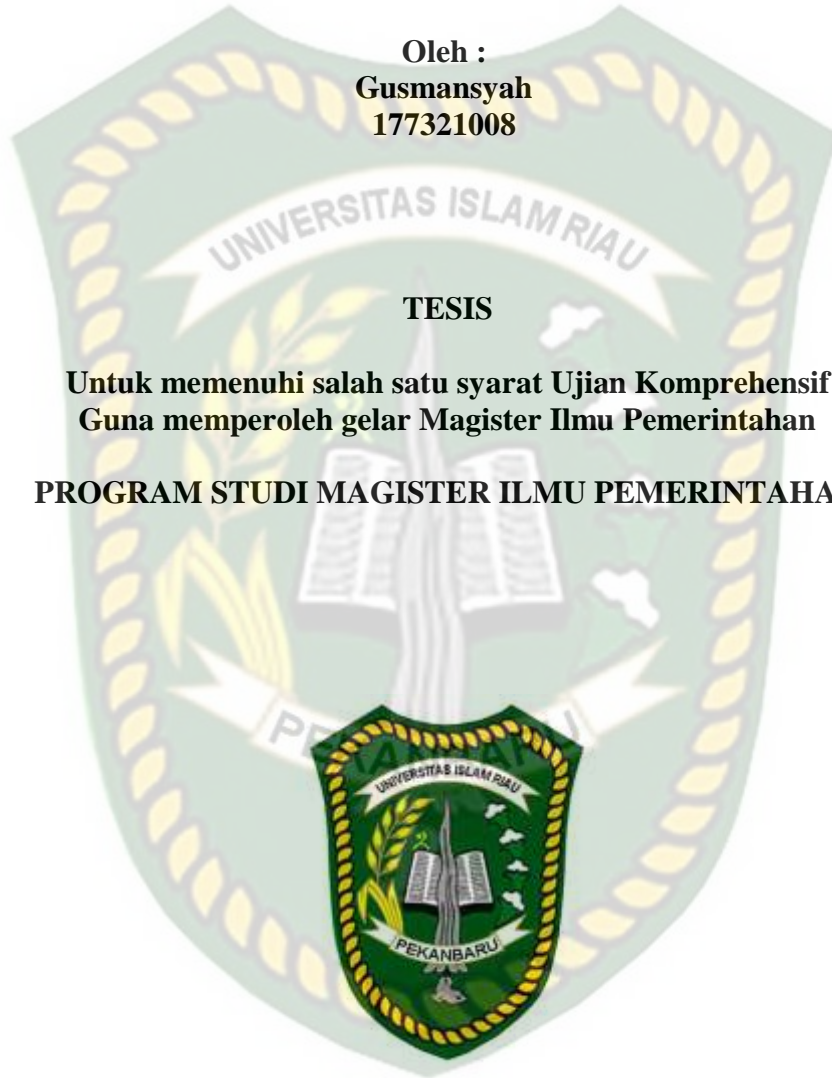 Oleh :
Gusmansyah
177321008
UNIVERSITAS ISLAM RIAU
TESIS
Untuk memenuhi salah satu syarat Ujian Komprehensif
Guna memperoleh gelar Magister Ilmu Pemerintahan
PROGRAM STUDI MAGISTER ILMU PEMERINTAHA
PEKANBARU
UNIVERSITAS ISLAM RIAU
PEKANBARU